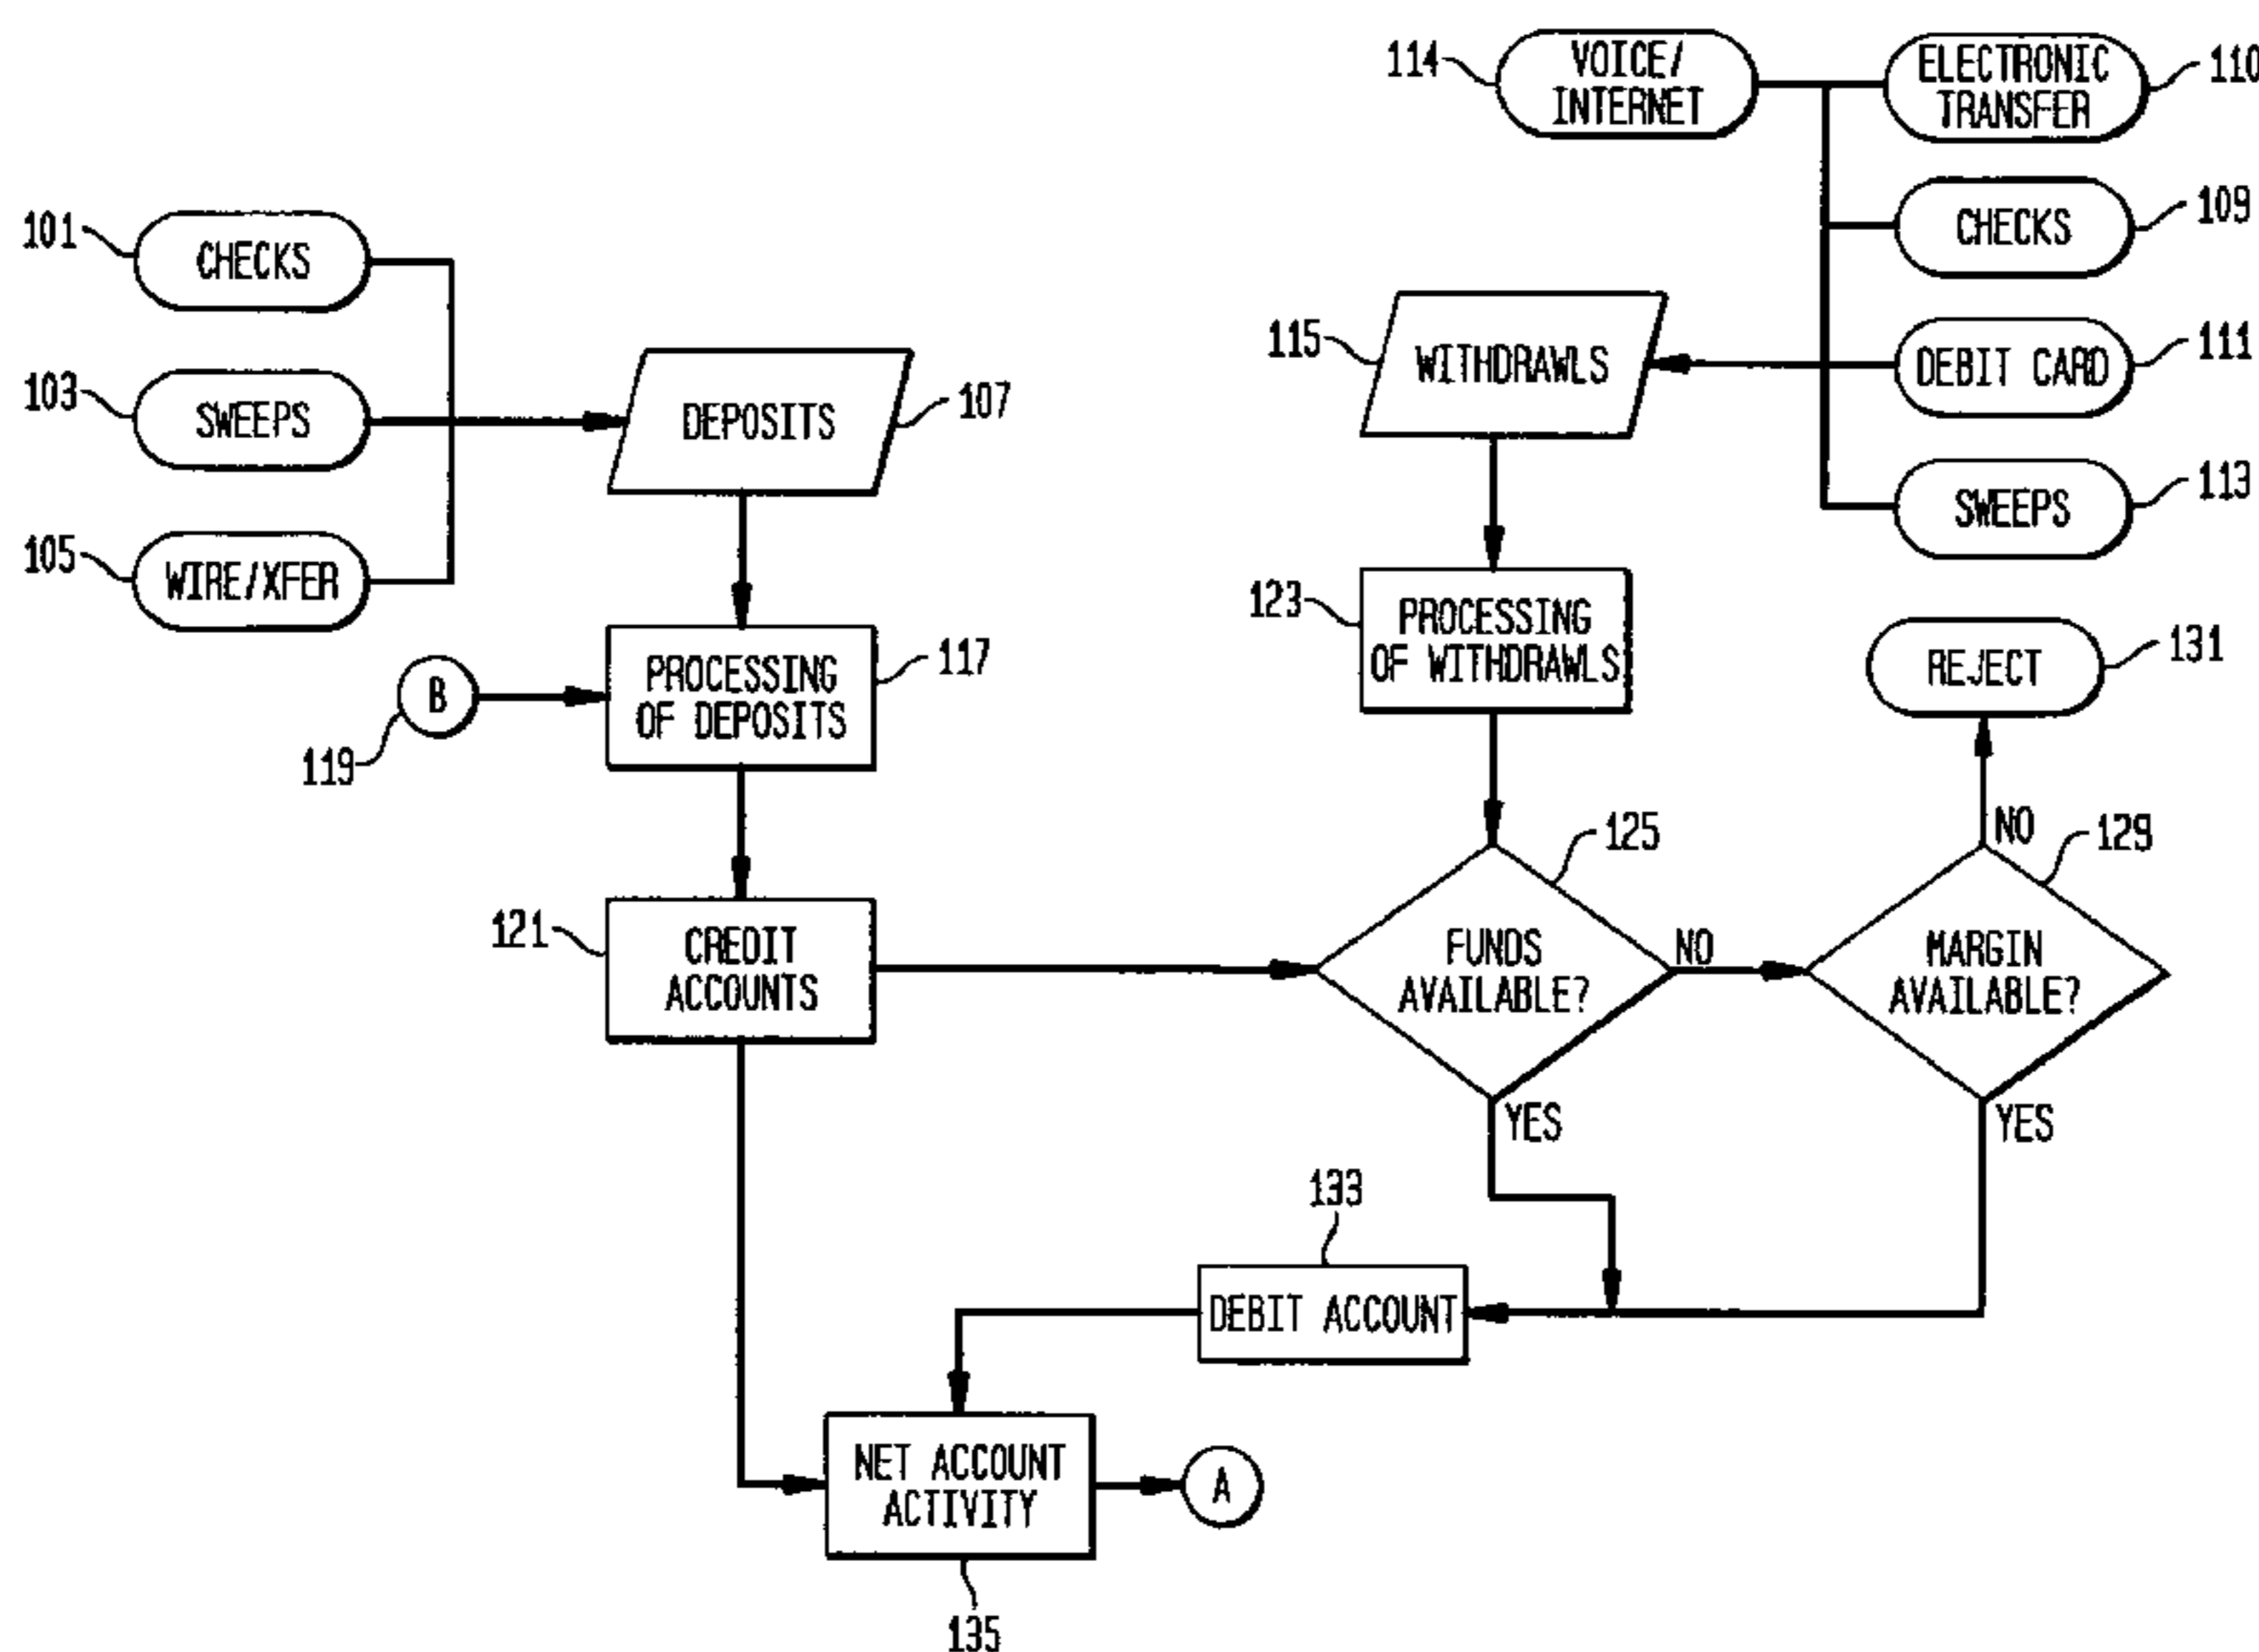 114
VOICE/
INTERNET
ELECTRONIC
TRANSFER
110
CHECKS
109
101
CHECKS
115
WITHDRAWLS
DEBIT CARD
111
103
SWEEPS
DEPOSITS
107
SWEEPS
113
105
WIRE/XFER
123
PROCESSING
OF WITHDRAWLS
REJECT
131
B
119
PROCESSING
OF DEPOSITS
117
125
NO
129
121
CREDIT
ACCOUNTS
FUNDS
AVAILABLE?
NO
MARGIN
AVAILABLE?
YES
YES
133
DEBIT ACCOUNT
NET ACCOUNT
ACTIVITY
A
135